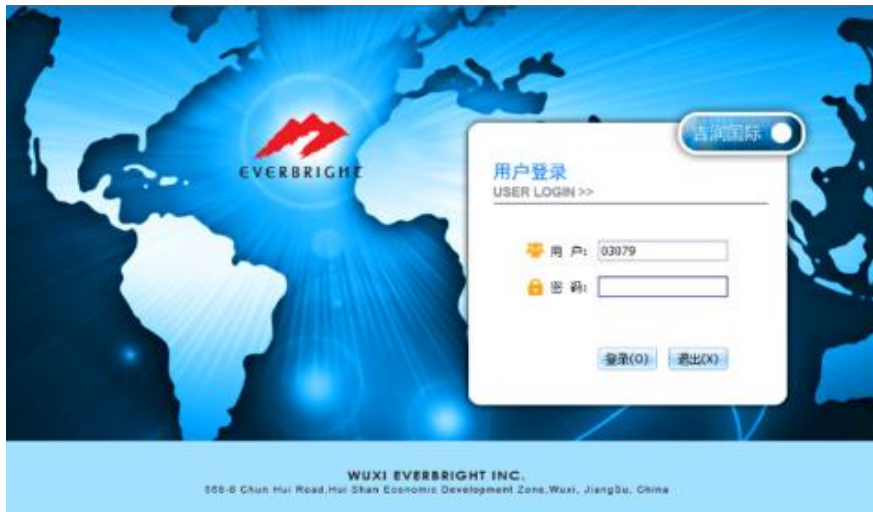 吉润国际
EVERBRIGHT
用户登录
USER LOGIN >>
用 户: 03079
密 码:
登录(O) 退出(X)
WUXI EVERBRIGHT INC.
Chun Hui Road,Hui Shan Economic Development Zone,Wuxi, JiangSu, China